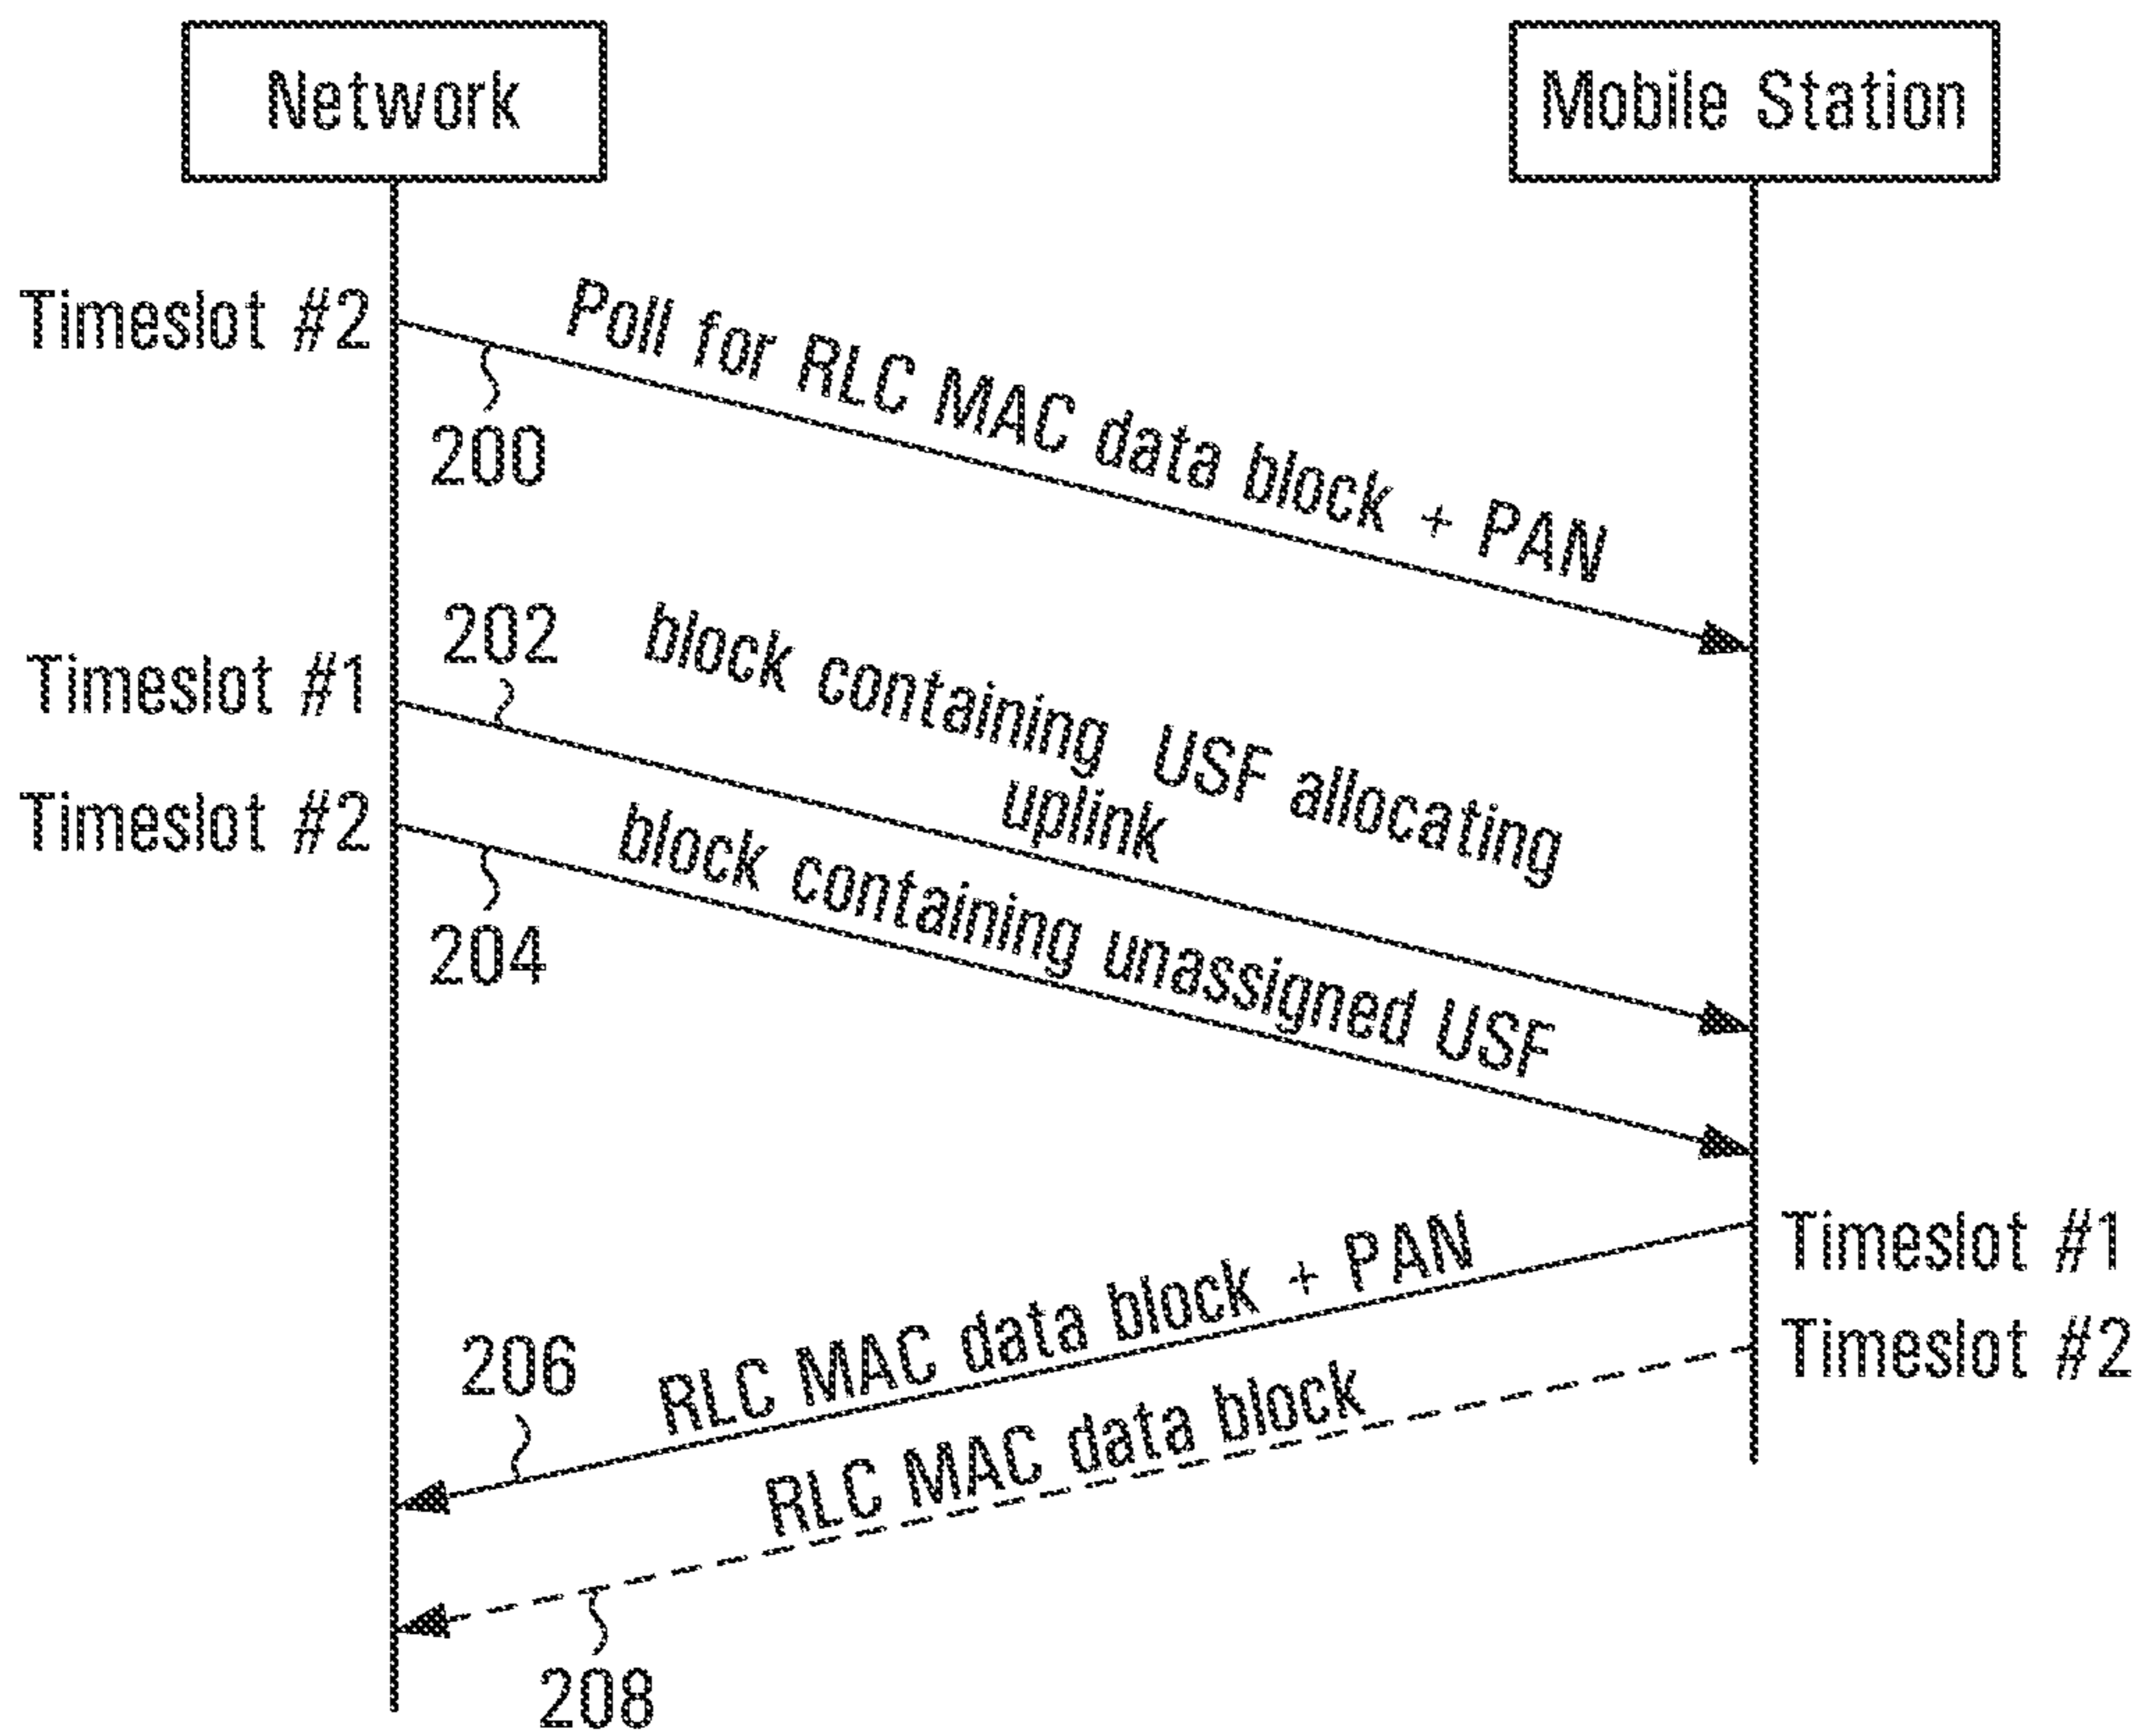 Network
Mobile Station
Timeslot #2
Poll for RLC MAC data block + PAN
200
202
block containing USF allocating
uplink
Timeslot #1
Timeslot #2
block containing unassigned USF
204
Timeslot #1
RLC MAC data block + PAN
206
Timeslot #2
RLC MAC data block
208